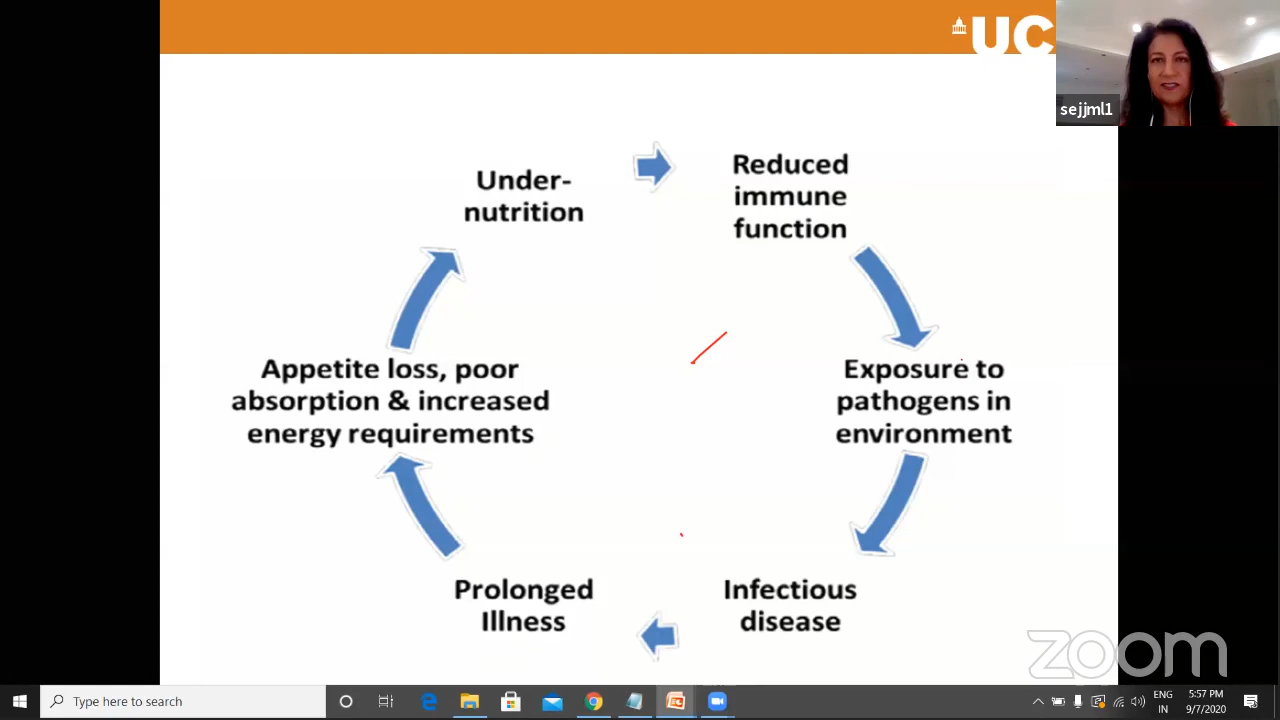 UC
sejjml1
Under-
nutrition
Reduced
immune
function
Exposure to
pathogens in
environment
Infectious
disease
Prolonged
Illness
Appetite loss, poor
absorption & increased
energy requirements
zoom
Type here to search
ENG
IN
5:57 PM
9/7/2020